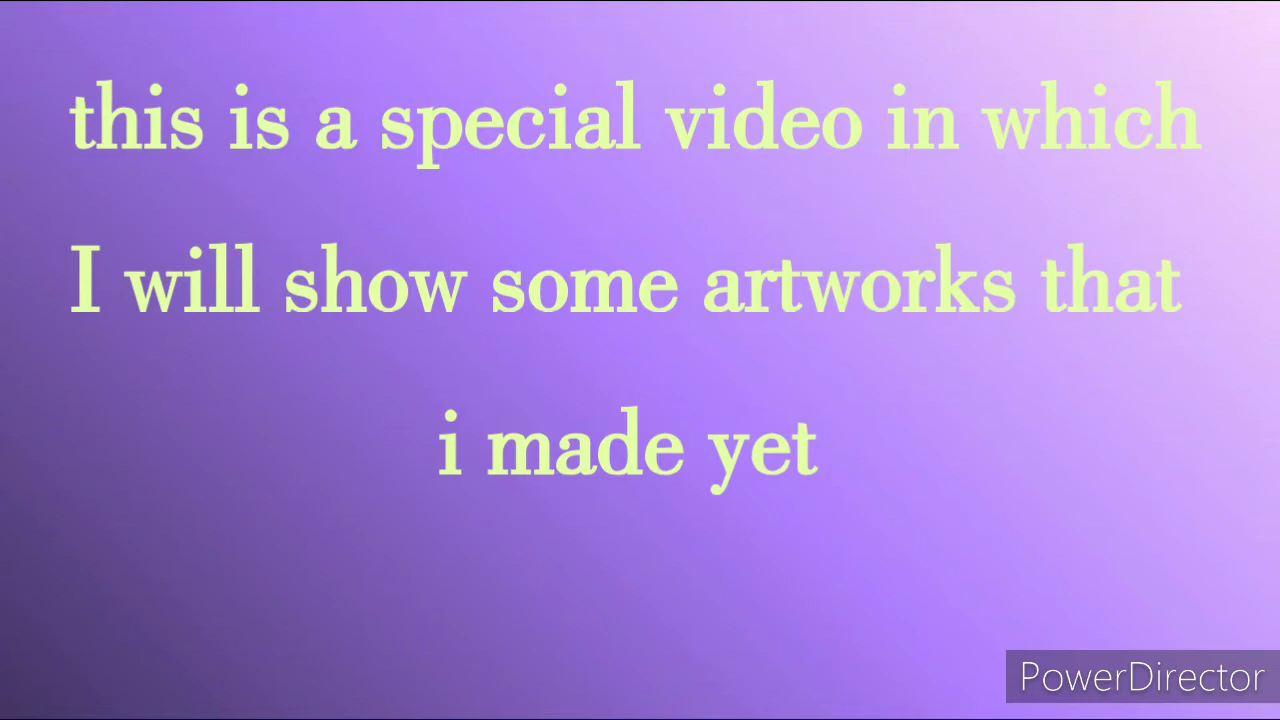 this is a special video in which
I will show some artworks that
i made yet
PowerDirector